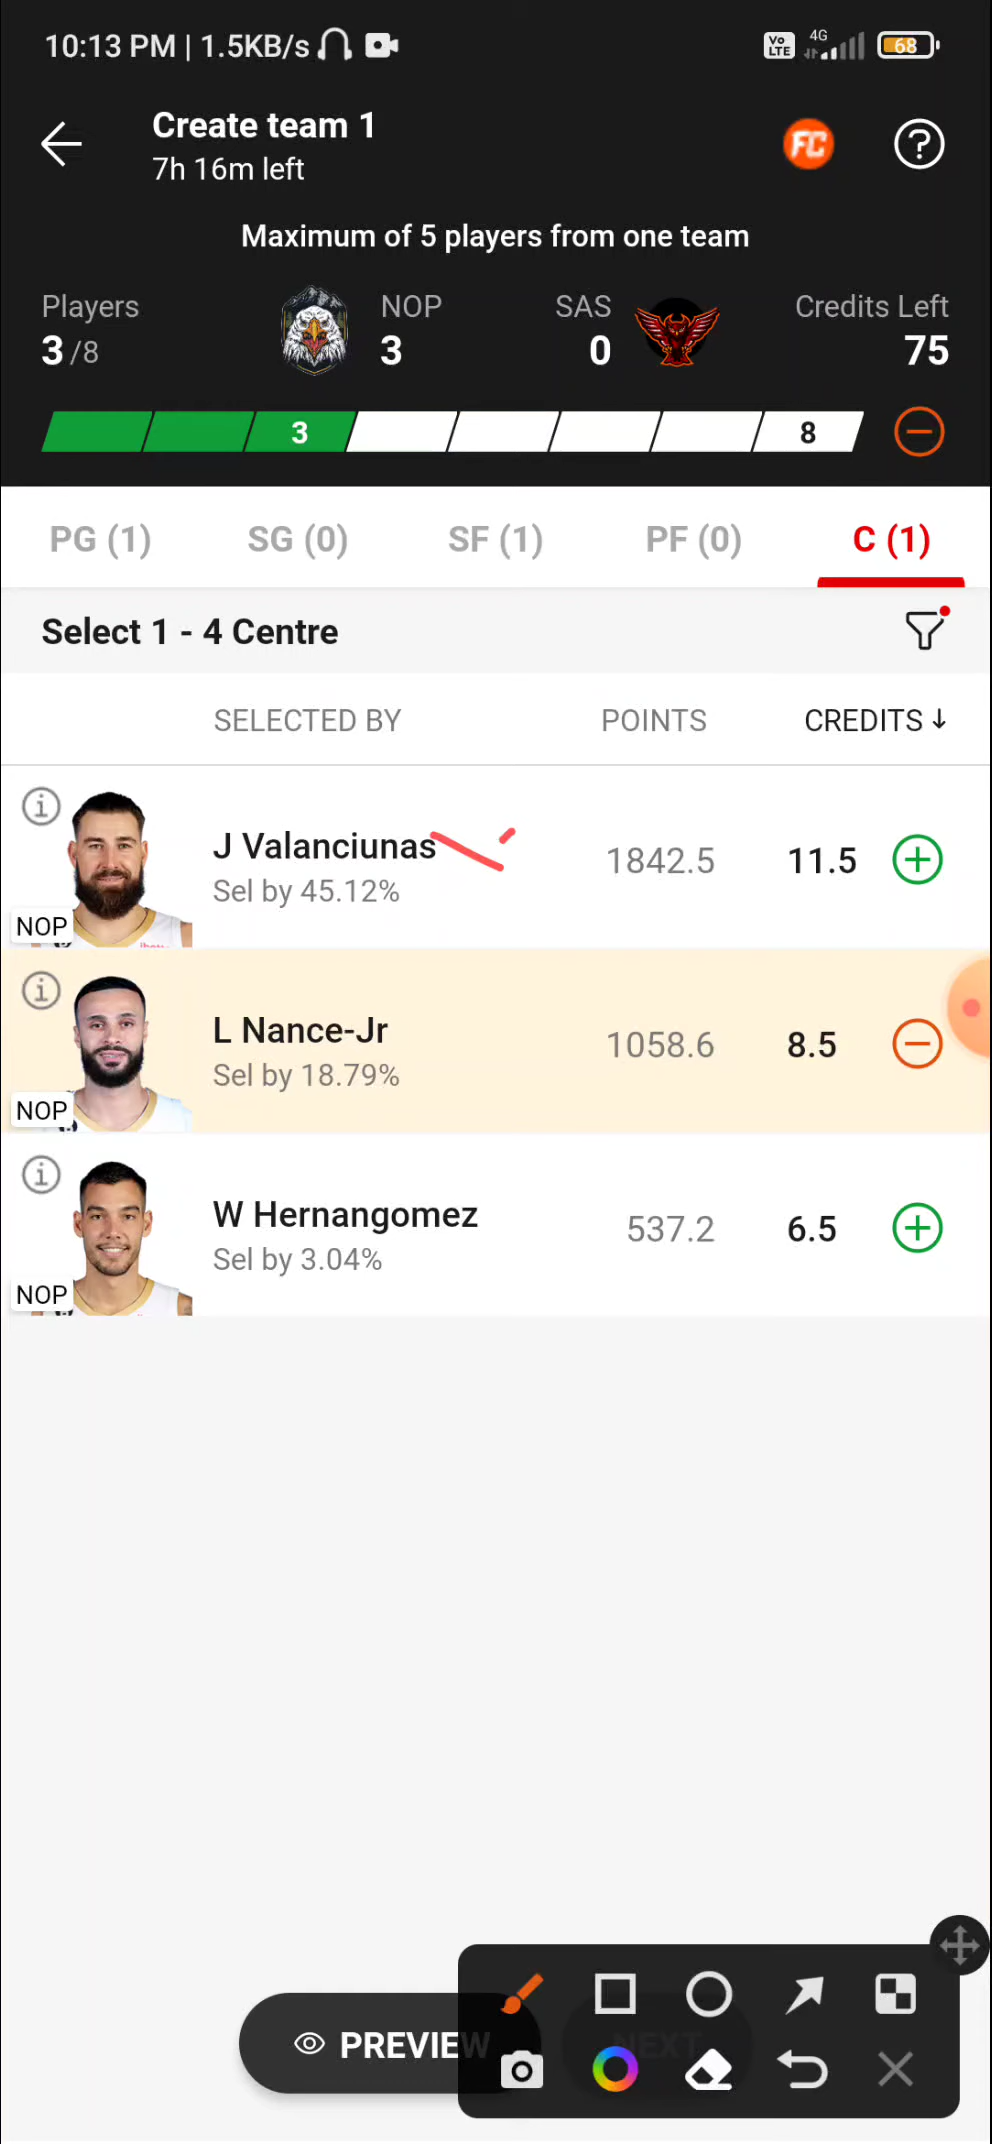 10:13 PM | 1.5KB/s Vo LTE 4G 68
Create team 1
7h 16m left
FC
?
Maximum of 5 players from one team
Players NOP SAS Credits Left
3 /8 3 0 75
3 8
PG (1) SG (0) SF (1) PF (0) C (1)
Select 1 - 4 Centre
SELECTED BY POINTS CREDITS ↓
J Valanciunas 1842.5 11.5
Sel by 45.12%
NOP
L Nance-Jr 1058.6 8.5
Sel by 18.79%
NOP
W Hernangomez 537.2 6.5
Sel by 3.04%
NOP
PREVIEW NEXT